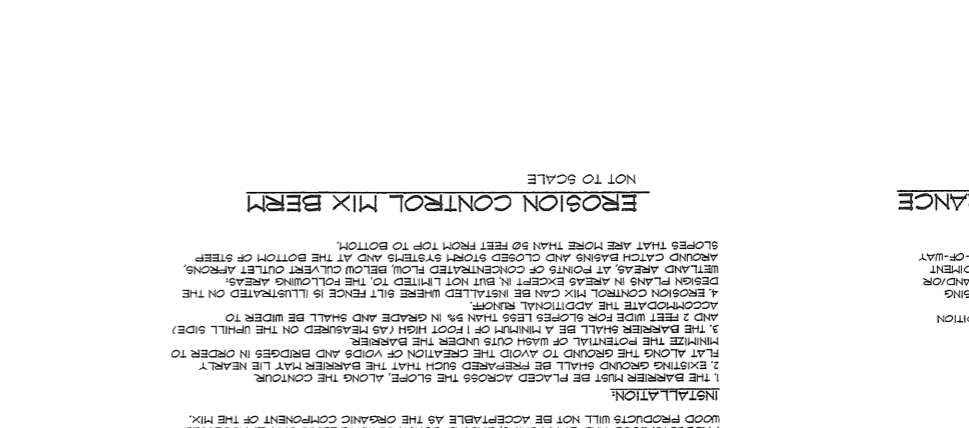 DITION
SING
AND/OR
DIMENT
-OF-WAY
RANCE
WOOD PRODUCTS WILL NOT BE ACCEPTABLE AS THE ORGANIC COMPONENT OF THE MIX.
INSTALLATION:
1. THE BARRIER MUST BE PLACED ACROSS THE SLOPE, ALONG THE CONTOUR.
2. EXISTING GROUND SHALL BE PREPARED SUCH THAT THE BARRIER MAY LIE NEARLY
FLAT ALONG THE GROUND TO AVOID THE CREATION OF VOIDS AND BRIDGES IN ORDER TO
MINIMIZE THE POTENTIAL OF WASH OUTS UNDER THE BARRIER.
3. THE BARRIER SHALL BE A MINIMUM OF 1 FOOT HIGH (AS MEASURED ON THE UPHILL SIDE)
AND 2 FEET WIDE FOR SLOPES LESS THAN 5% IN GRADE AND SHALL BE WIDER TO
ACCOMMODATE THE ADDITIONAL RUNOFF.
4. EROSION CONTROL MIX CAN BE INSTALLED WHERE SILT FENCE IS ILLUSTRATED ON THE
DESIGN PLANS IN AREAS EXCEPT IN, BUT NOT LIMITED TO, THE FOLLOWING AREAS:
WETLAND AREAS, AT POINTS OF CONCENTRATED FLOW, BELOW CULVERT OUTLET APRONS,
AROUND CATCH BASINS AND CLOSED STORM SYSTEMS AND AT THE BOTTOM OF STEEP
SLOPES THAT ARE MORE THAN 50 FEET FROM TOP TO BOTTOM.
EROSION CONTROL MIX BERM
NOT TO SCALE